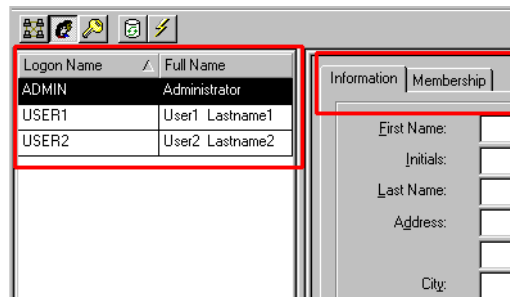 Logon Name Full Name
ADMIN Administrator
USER1 User1 Lastname1
USER2 User2 Lastname2
Information Membership
First Name:
Initials:
Last Name:
Address:
City: